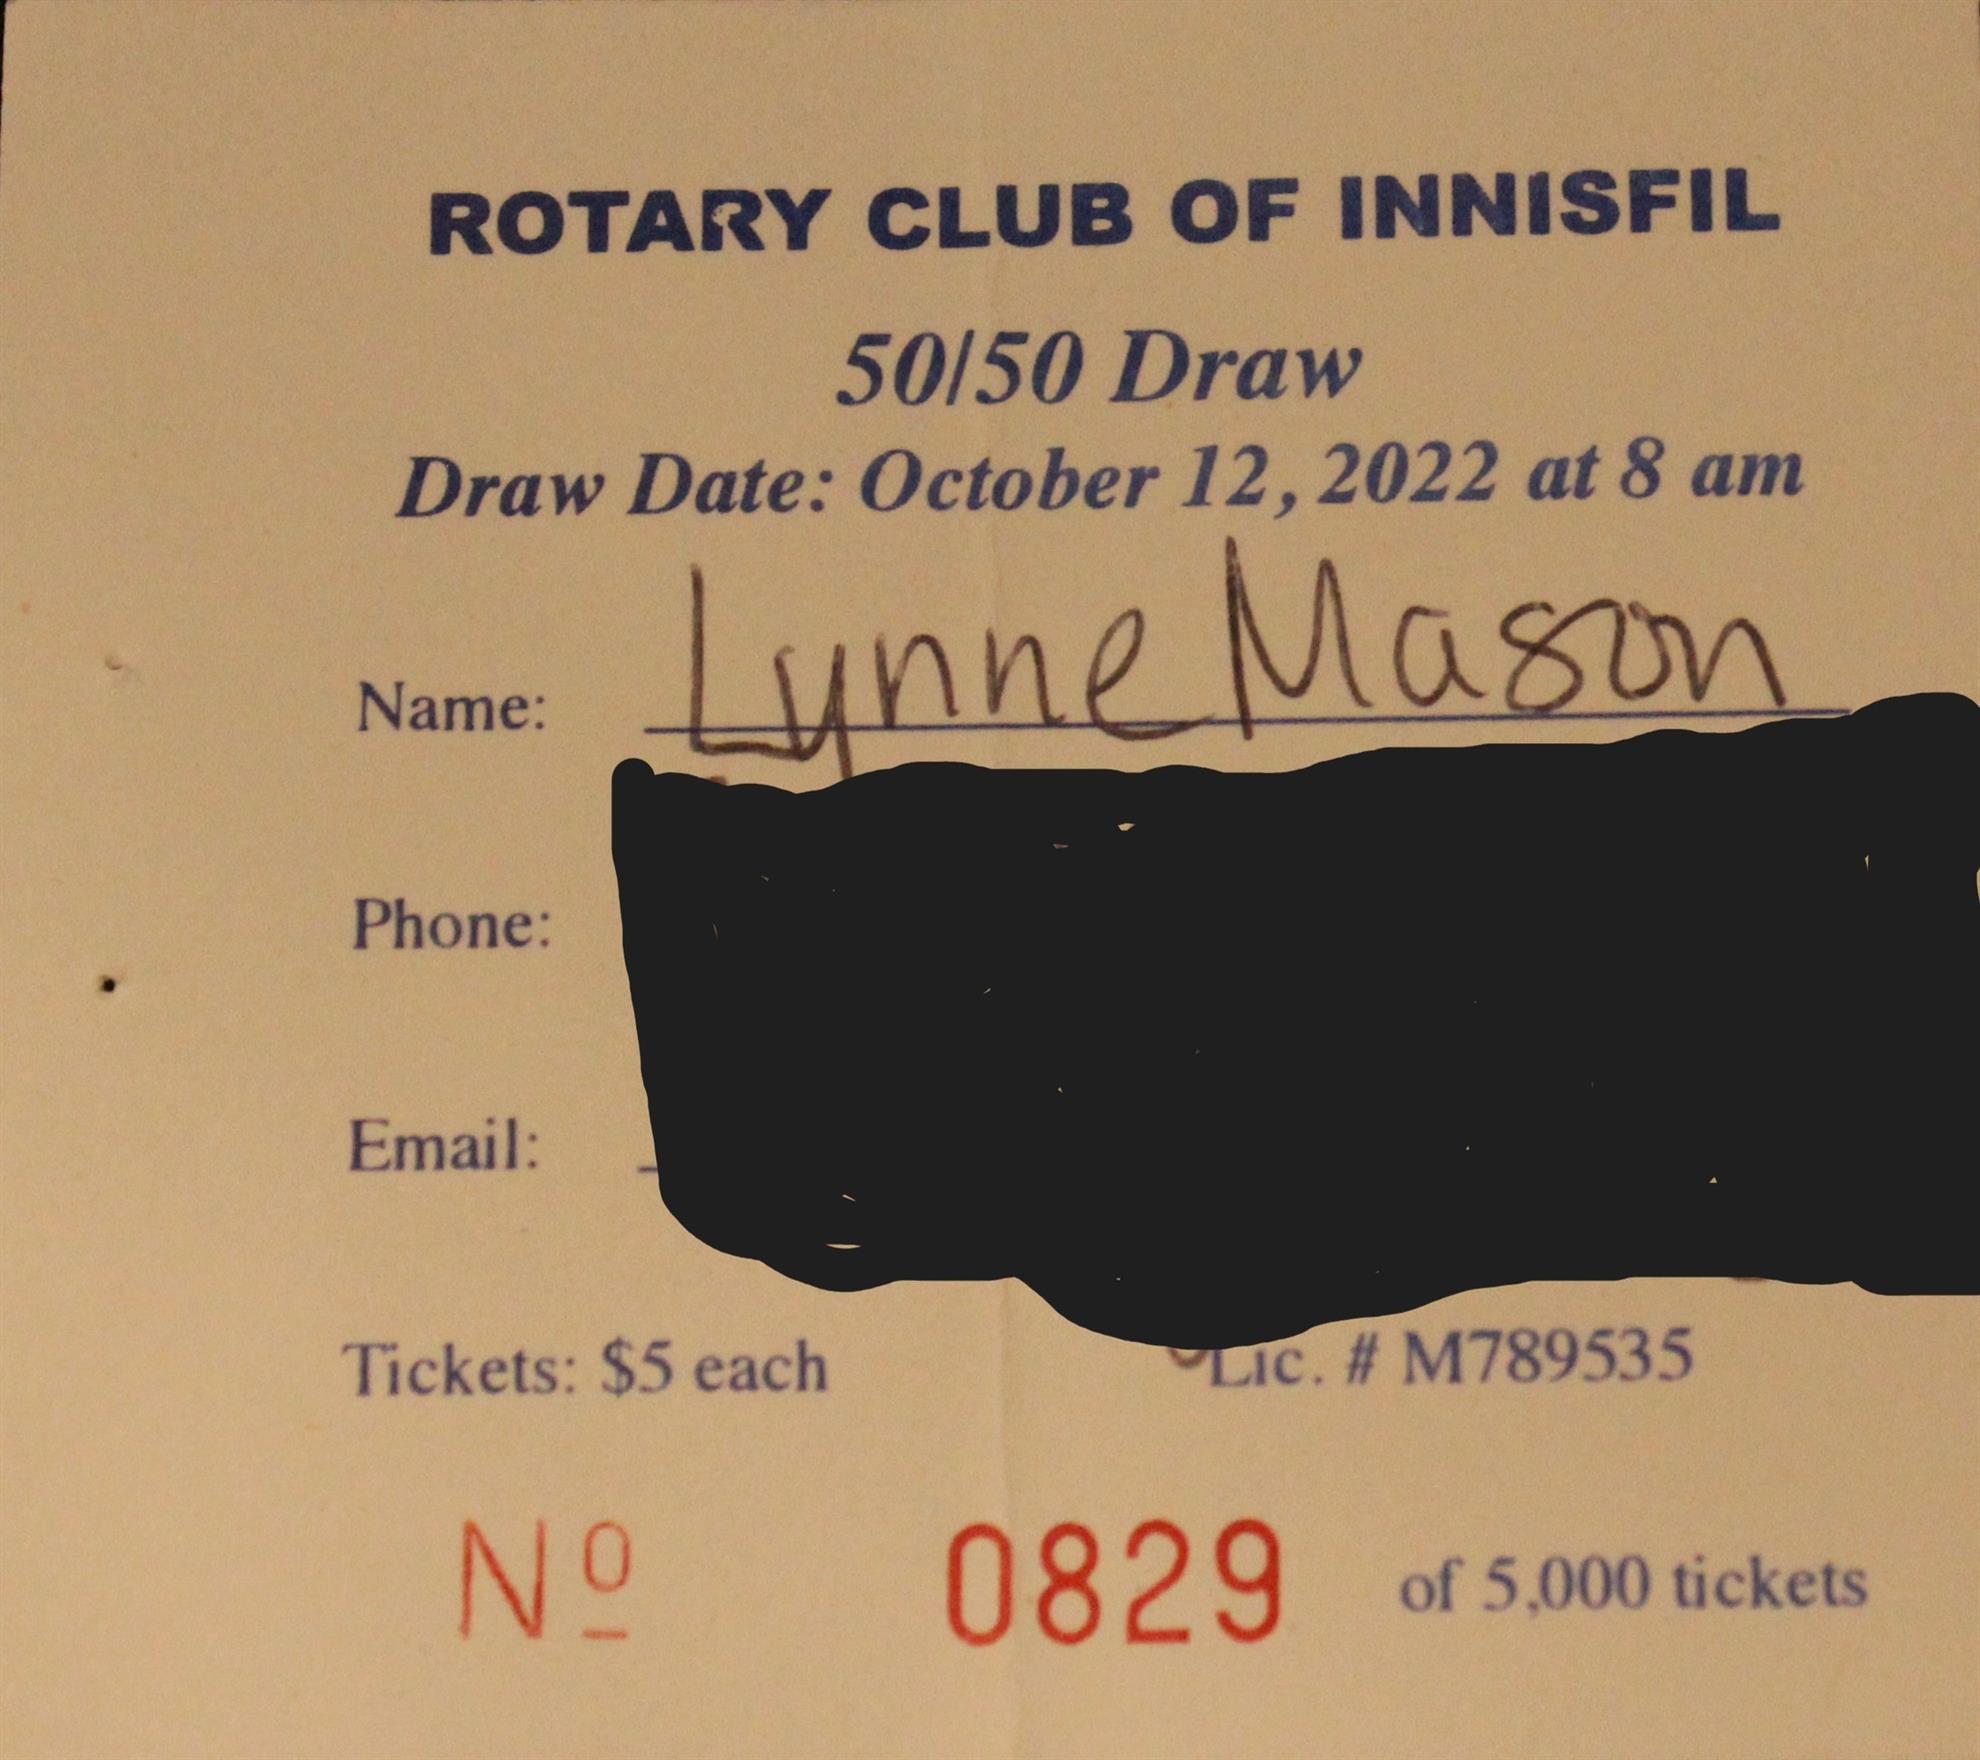 ROTARY CLUB OF INNISFIL
50/50 Draw
Draw Date: October 12, 2022 at 8 am
Name: Lynne Mason
Phone:
Email:
Tickets: $5 each Lic. # M789535
Nº 0829 of 5,000 tickets